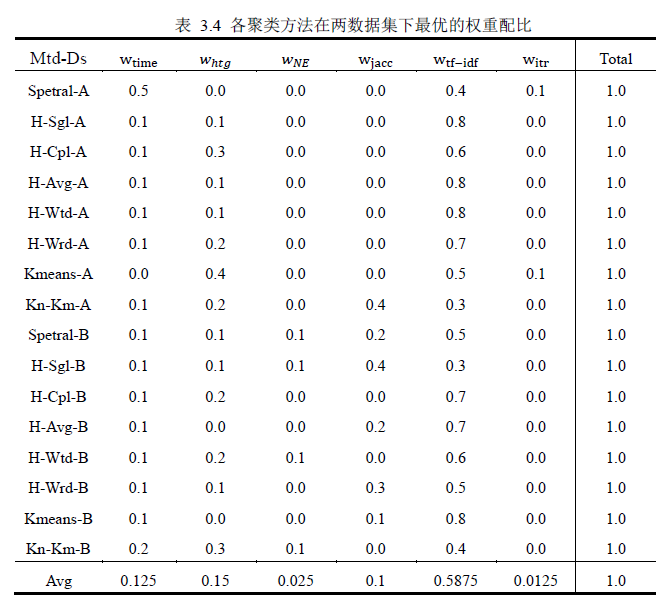 表 3.4 各聚类方法在两数据集下最优的权重配比
Mtd-Ds wtime whtg wNE wjacc wtf−idf witr Total
Spetral-A 0.5 0.0 0.0 0.0 0.4 0.1 1.0
H-Sgl-A 0.1 0.1 0.0 0.0 0.8 0.0 1.0
H-Cpl-A 0.1 0.3 0.0 0.0 0.6 0.0 1.0
H-Avg-A 0.1 0.1 0.0 0.0 0.8 0.0 1.0
H-Wtd-A 0.1 0.1 0.0 0.0 0.8 0.0 1.0
H-Wrd-A 0.1 0.2 0.0 0.0 0.7 0.0 1.0
Kmeans-A 0.0 0.4 0.0 0.0 0.5 0.1 1.0
Kn-Km-A 0.1 0.2 0.0 0.4 0.3 0.0 1.0
Spetral-B 0.1 0.1 0.1 0.2 0.5 0.0 1.0
H-Sgl-B 0.1 0.1 0.1 0.4 0.3 0.0 1.0
H-Cpl-B 0.1 0.2 0.0 0.0 0.7 0.0 1.0
H-Avg-B 0.1 0.0 0.0 0.2 0.7 0.0 1.0
H-Wtd-B 0.1 0.2 0.1 0.0 0.6 0.0 1.0
H-Wrd-B 0.1 0.1 0.0 0.3 0.5 0.0 1.0
Kmeans-B 0.1 0.0 0.0 0.1 0.8 0.0 1.0
Kn-Km-B 0.2 0.3 0.1 0.0 0.4 0.0 1.0
Avg 0.125 0.15 0.025 0.1 0.5875 0.0125 1.0